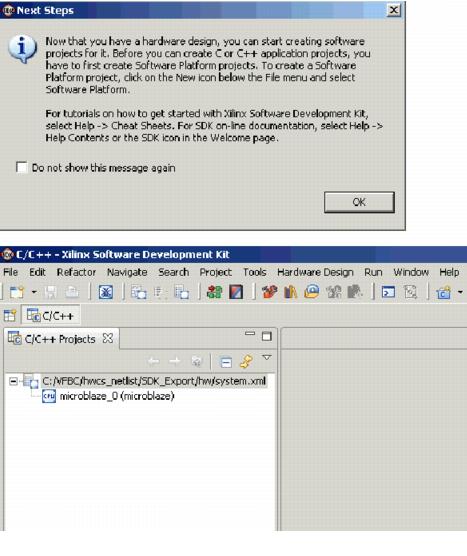 Next Steps
Now that you have a hardware design, you can start creating software
projects for it. Before you can create C or C++ application projects, you
have to first create Software Platform projects. To create a Software
Platform project, click on the New icon below the File menu and select
Software Platform.
For tutorials on how to get started with Xilinx Software Development Kit,
select Help -> Cheat Sheets. For SDK on-line documentation, select Help ->
Help Contents or the SDK icon in the Welcome page.
Do not show this message again
OK
C/C++ - Xilinx Software Development Kit
File Edit Refactor Navigate Search Project Tools Hardware Design Run Window Help
C/C++
C/C++ Projects
C:/VFBC/hwcs_netlist/SDK_Export/hw/system.xml
microblaze_0 (microblaze)